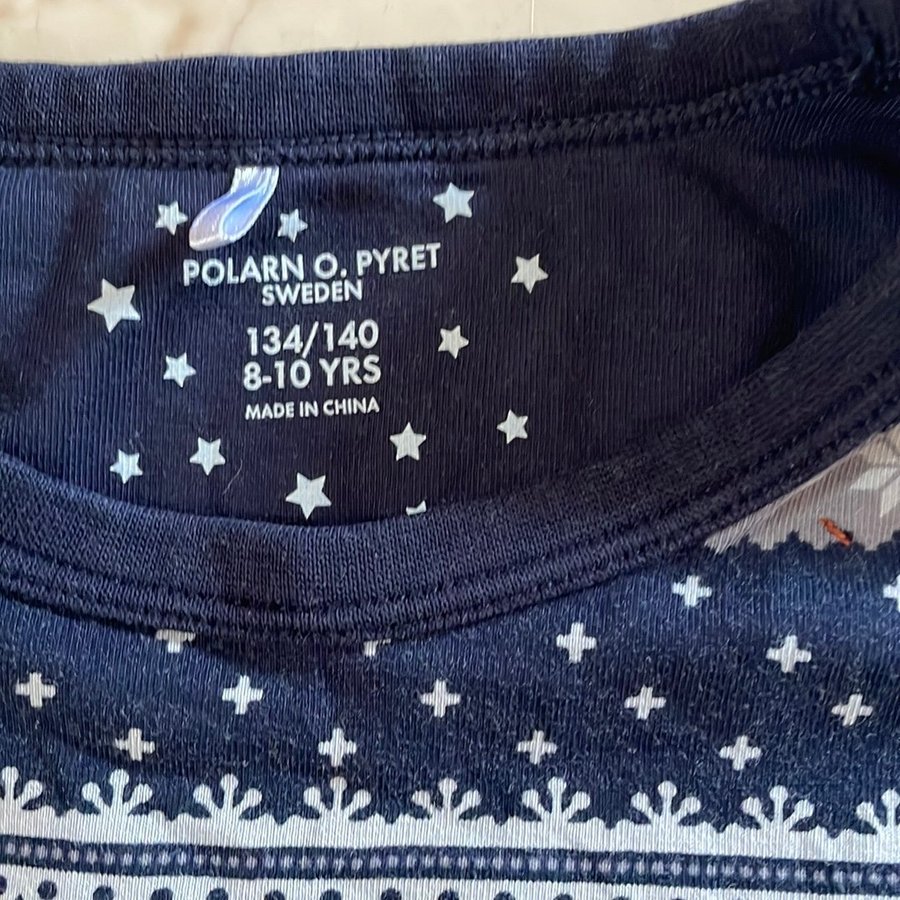 POLARN O. PYRET
SWEDEN
134/140
8-10 YRS
MADE IN CHINA